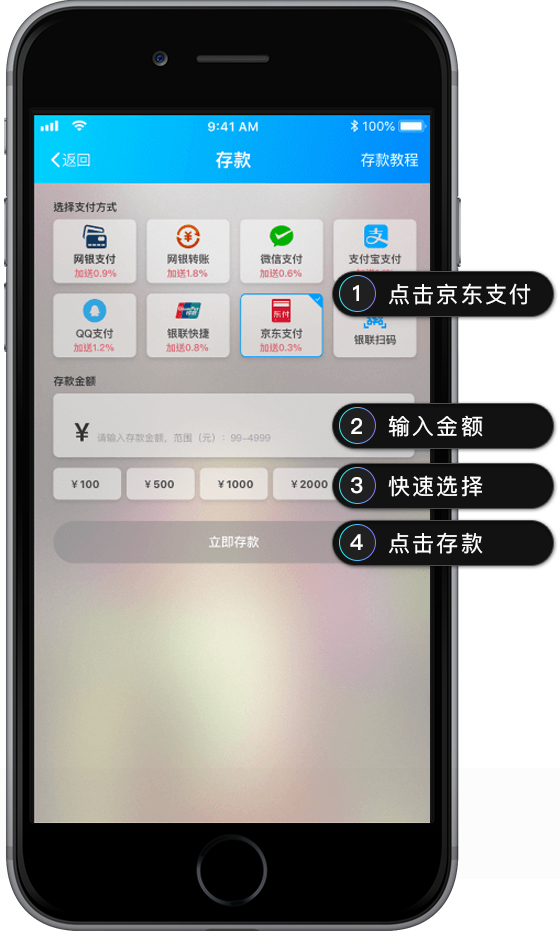 9:41 AM 100%
返回 存款 存款教程
选择支付方式
网银支付 网银转账 微信支付 支付宝支付
加送0.9% 加送1.8% 加送0.6%
1 点击京东支付
东付
QQ支付 银联快捷 京东支付 银联扫码
加送1.2% 加送0.8% 加送0.3%
存款金额
¥ 请输入存款金额，范围（元）：99-4999
2 输入金额
¥100 ¥500 ¥1000 ¥2000
3 快速选择
立即存款
4 点击存款